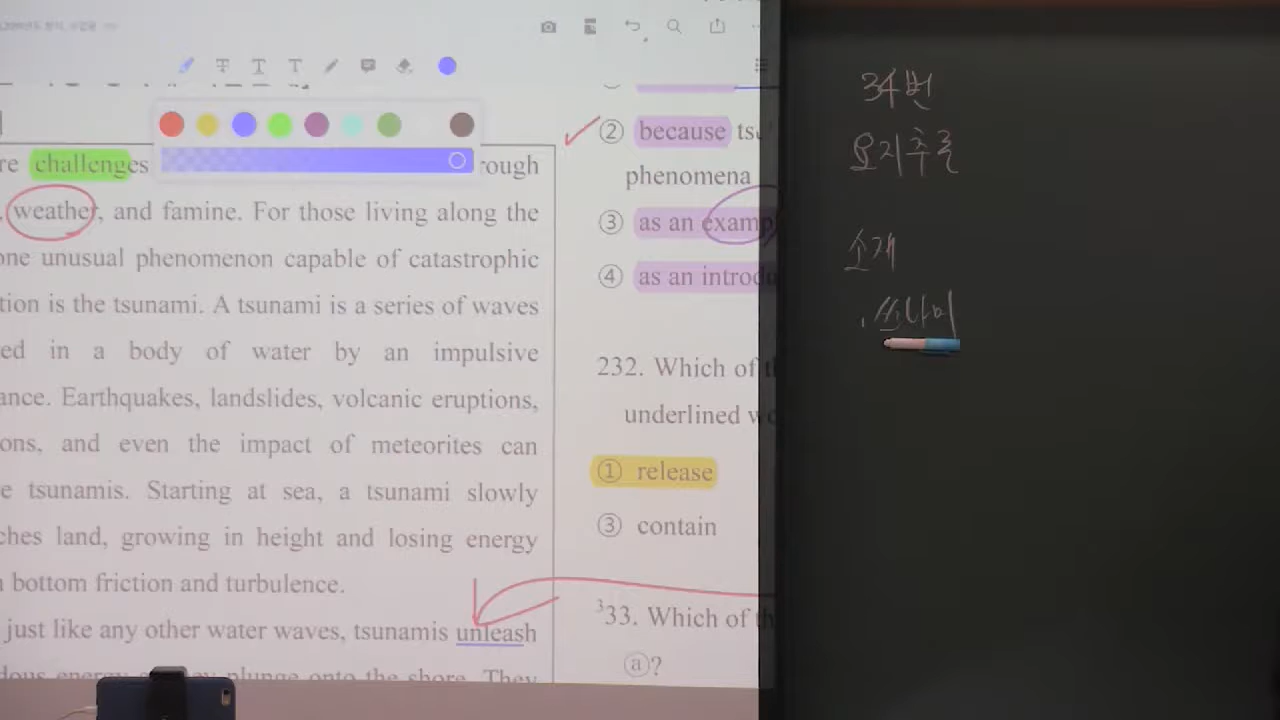 re challenges rough
weather, and famine. For those living along the
one unusual phenomenon capable of catastrophic
tion is the tsunami. A tsunami is a series of waves
ed in a body of water by an impulsive
ance. Earthquakes, landslides, volcanic eruptions,
ons, and even the impact of meteorites can
e tsunamis. Starting at sea, a tsunami slowly
ches land, growing in height and losing energy
bottom friction and turbulence.
just like any other water waves, tsunamis unleash
plunge onto the shore. They
② because
phenomena
③ as an examp
④ as an introdu
232. Which of
underlined
① release
③ contain
33. Which of
ⓐ?
34번
요지추론
소재
쓰나미